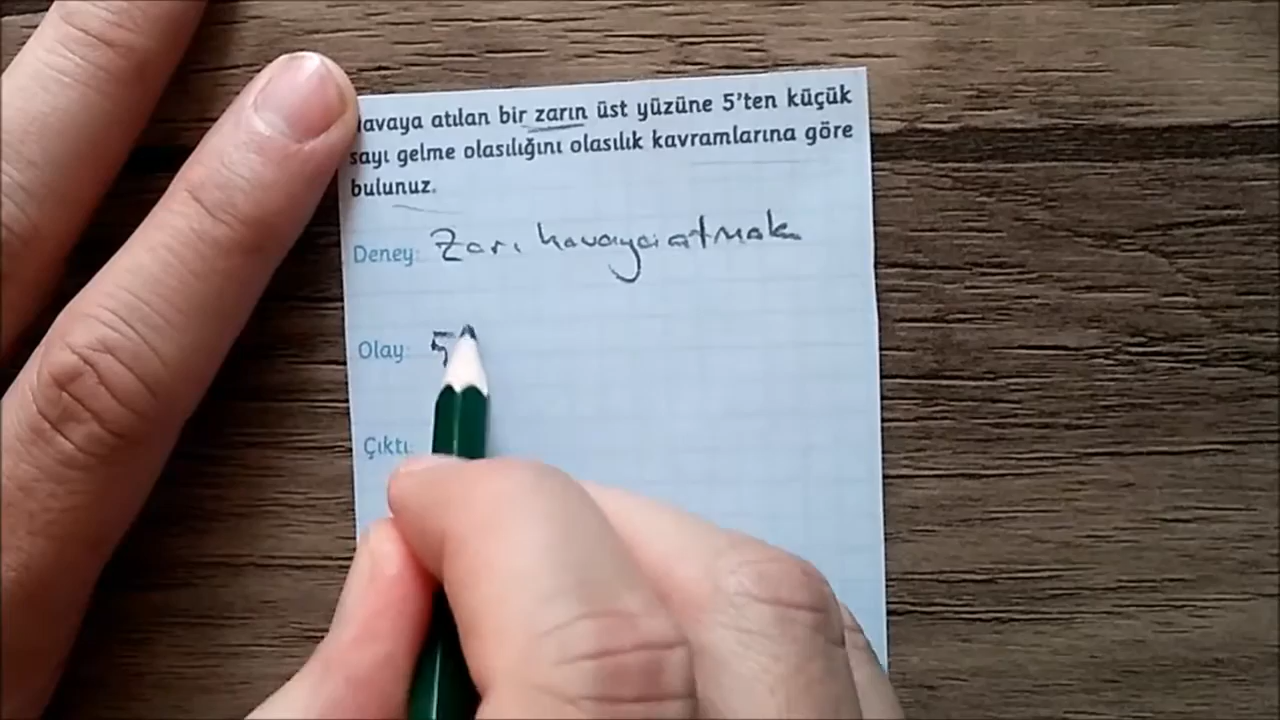 avaya atılan bir zarın üst yüzüne 5'ten küçük
sayı gelme olasılığını olasılık kavramlarına göre
bulunuz.
Deney: Zarı havaya atmak
Olay: 5
Çıktı: